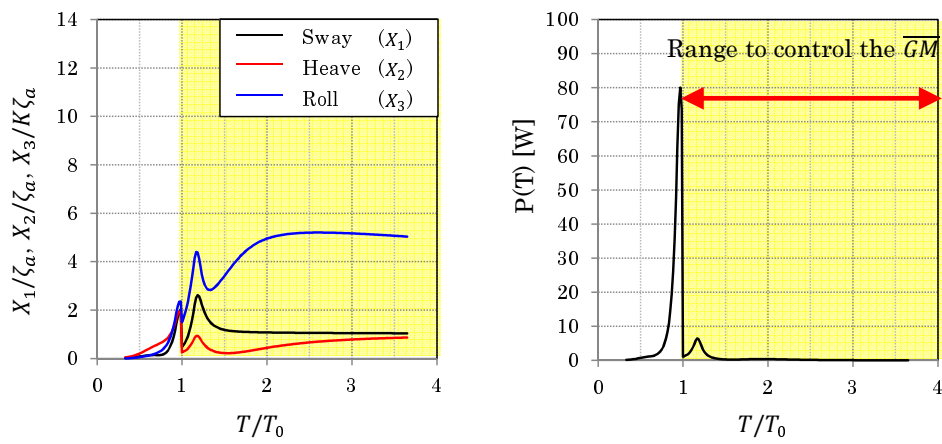 14
12
10
8
6
4
2
0
0 1 2 3 4
X₁/ζₐ, X₂/ζₐ, X₃/Kζₐ
T/T₀
Sway (X₁)
Heave (X₂)
Roll (X₃)
100
90
80
70
60
50
40
30
20
10
0
0 1 2 3 4
P(T) [W]
T/T₀
Range to control the G̅M̅